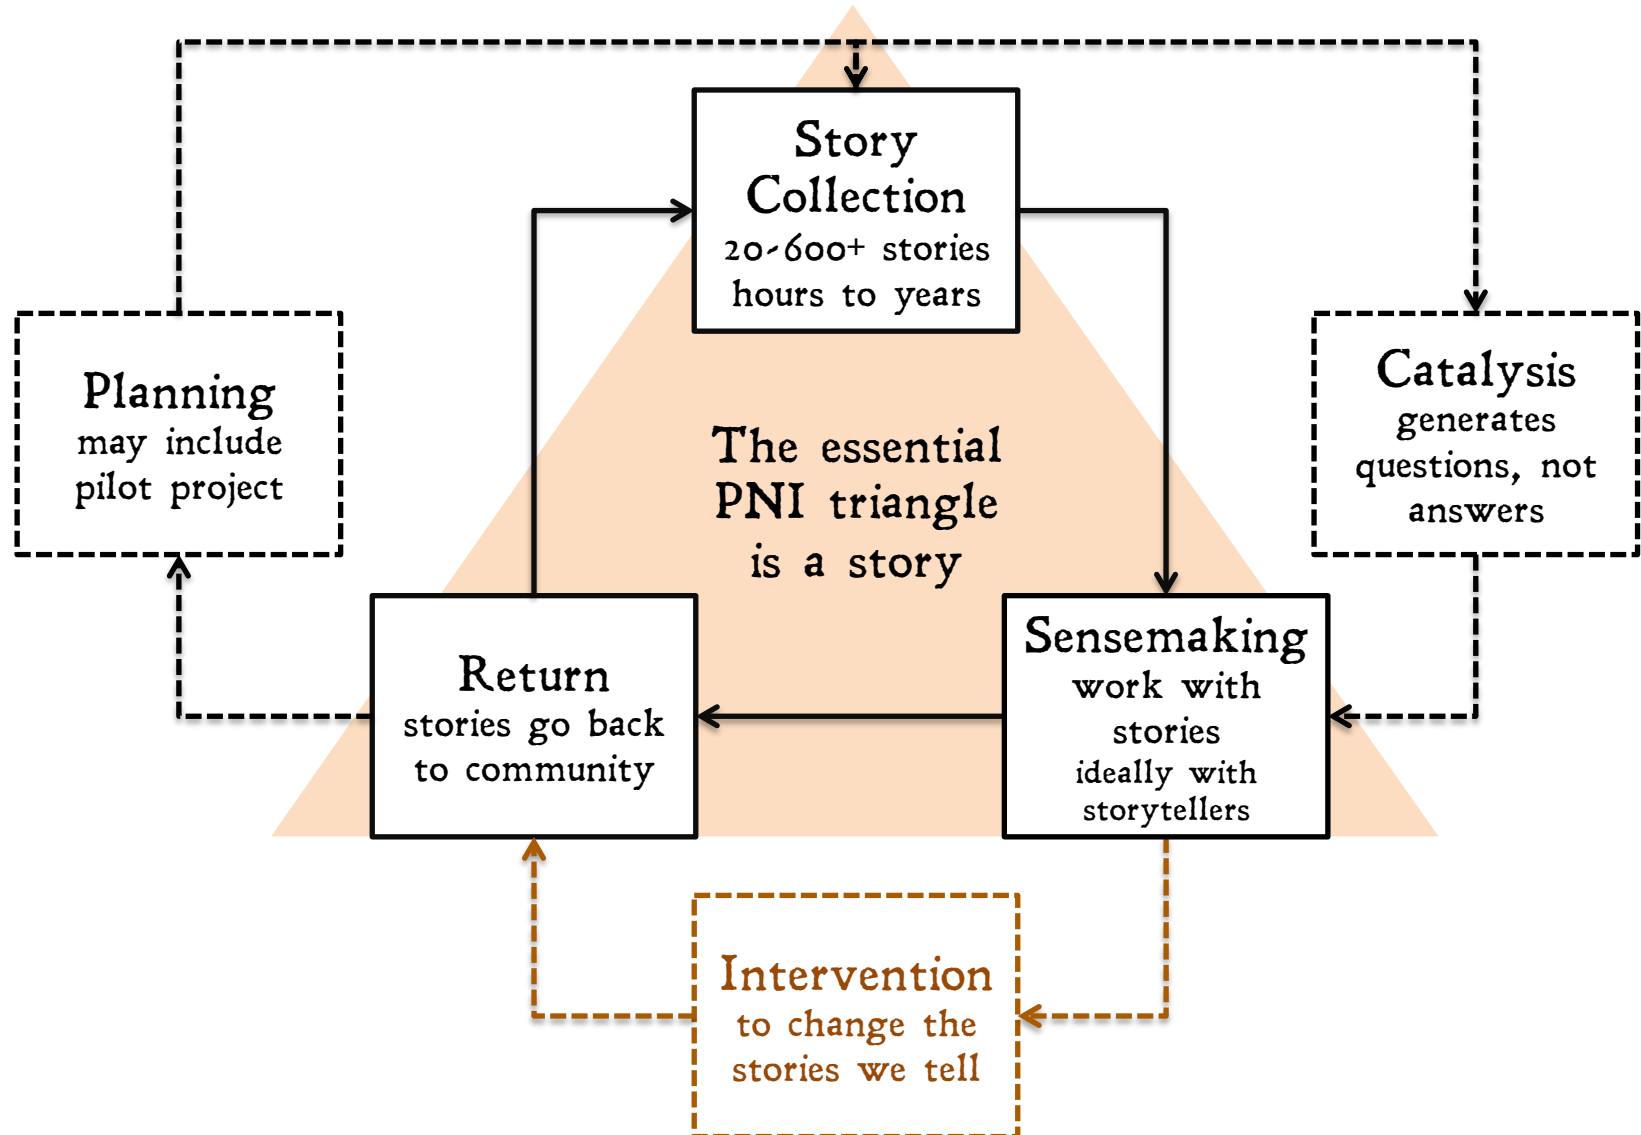 Story
Collection
20-600+ stories
hours to years
Planning
may include
pilot project
Catalysis
generates
questions, not
answers
The essential
PNI triangle
is a story
Return
stories go back
to community
Sensemaking
work with
stories
ideally with
storytellers
Intervention
to change the
stories we tell